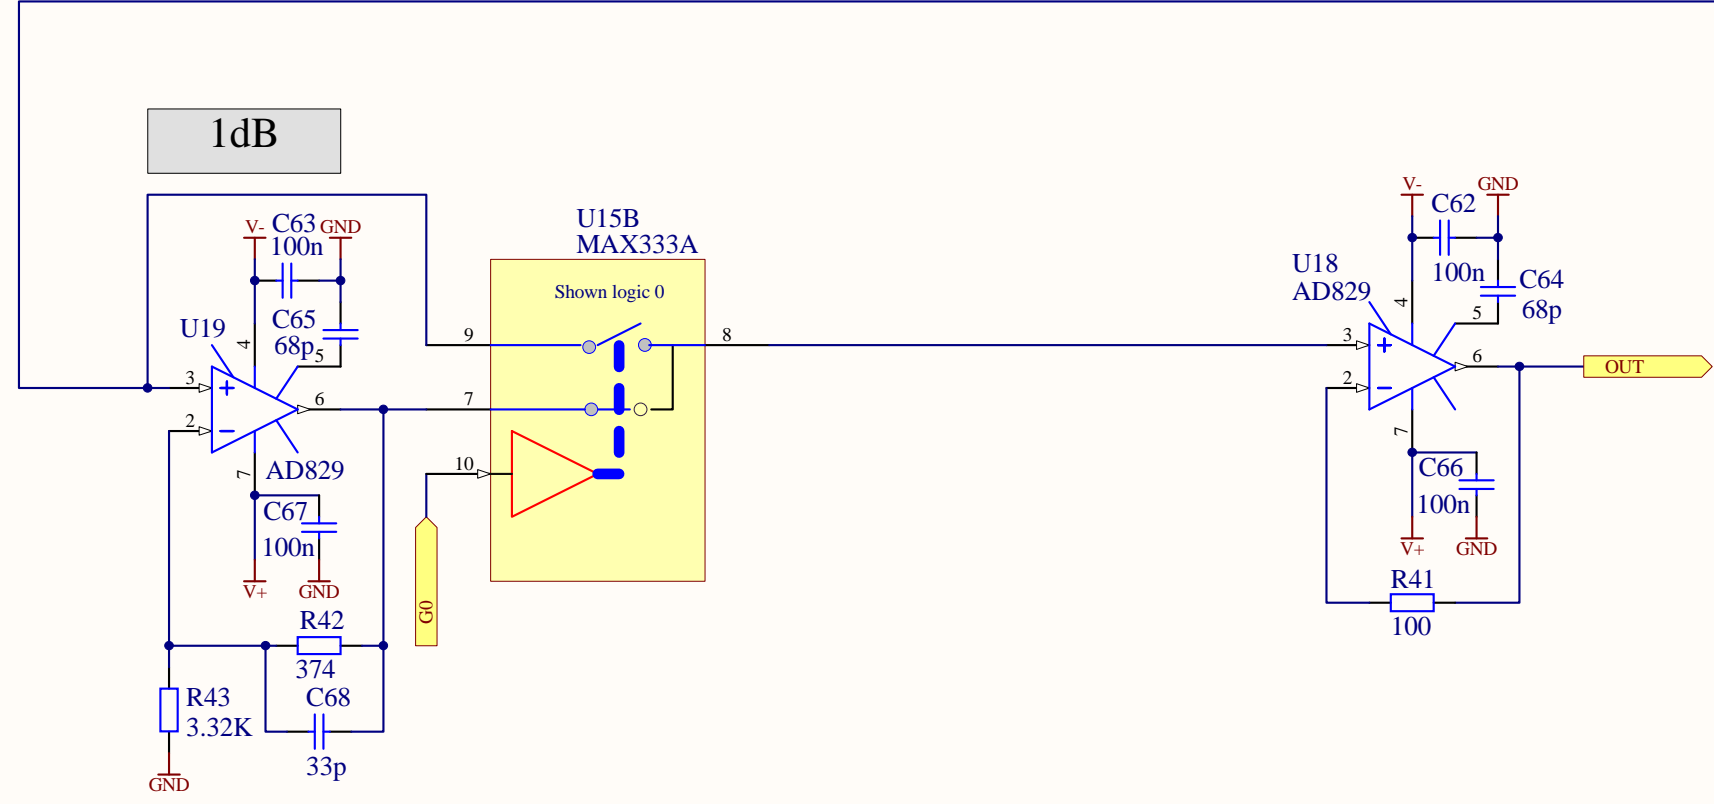 1dB
V-
GND
C62
100n
C64
68p
U18
AD829
4
5
3
2
6
7
OUT
C66
100n
V+
GND
R41
100
U15B
MAX333A
Shown logic 0
9
8
7
10
G0
V-
C63
GND
100n
C65
68p
U19
4
5
3
2
6
7
AD829
C67
100n
V+
GND
R42
374
C68
33p
R43
3.32K
GND